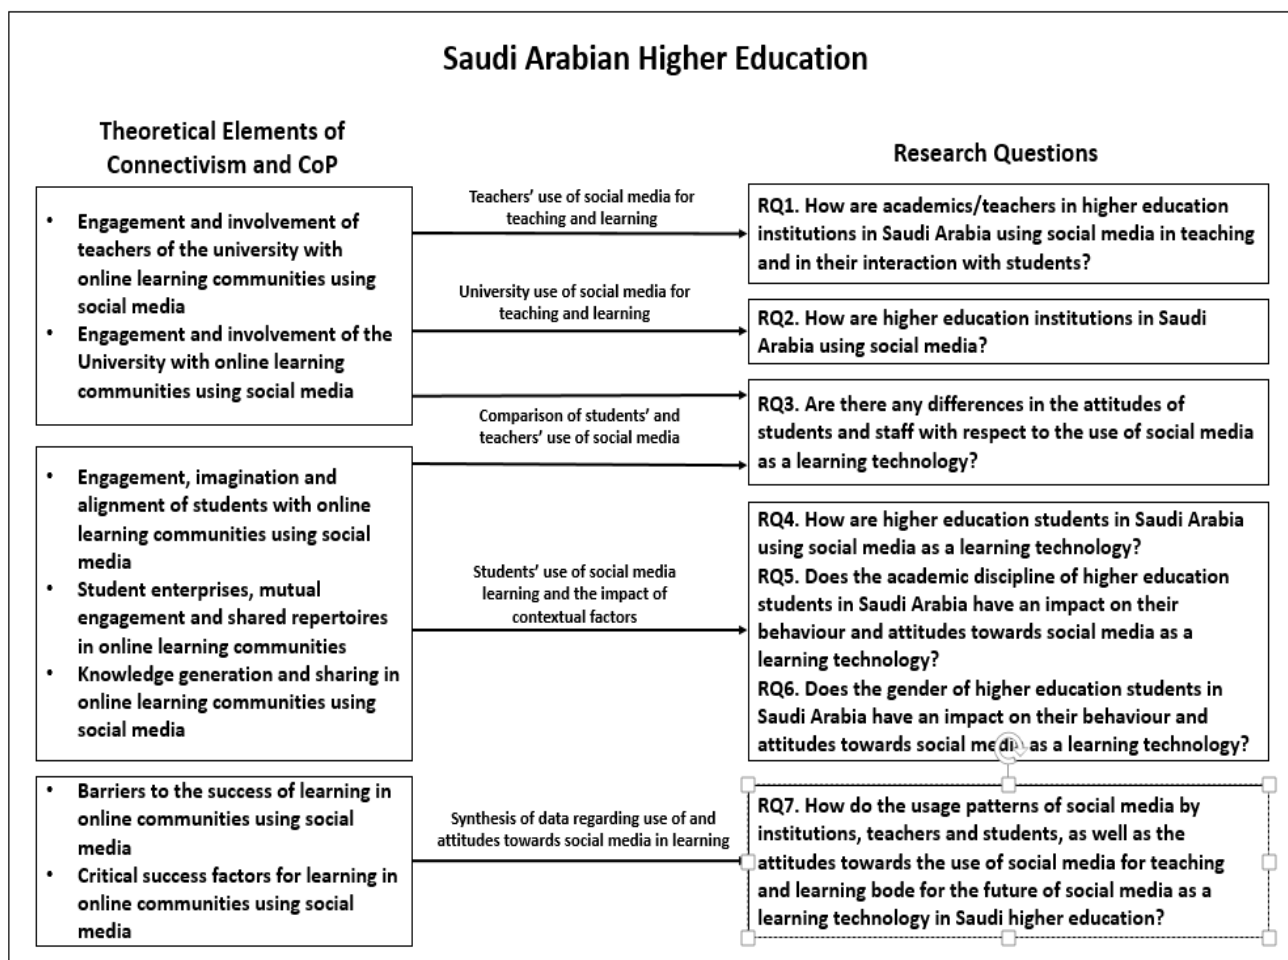 Saudi Arabian Higher Education
Theoretical Elements of
Connectivism and CoP
Research Questions
• Engagement and involvement of
teachers of the university with
online learning communities using
social media
• Engagement and involvement of the
University with online learning
communities using social media
Teachers’ use of social media for
teaching and learning
RQ1. How are academics/teachers in higher education
institutions in Saudi Arabia using social media in teaching
and in their interaction with students?
University use of social media for
teaching and learning
RQ2. How are higher education institutions in Saudi
Arabia using social media?
Comparison of students’ and
teachers’ use of social media
RQ3. Are there any differences in the attitudes of
students and staff with respect to the use of social media
as a learning technology?
• Engagement, imagination and
alignment of students with online
learning communities using social
media
• Student enterprises, mutual
engagement and shared repertoires
in online learning communities
• Knowledge generation and sharing in
online learning communities using
social media
Students’ use of social media
learning and the impact of
contextual factors
RQ4. How are higher education students in Saudi Arabia
using social media as a learning technology?
RQ5. Does the academic discipline of higher education
students in Saudi Arabia have an impact on their
behaviour and attitudes towards social media as a
learning technology?
RQ6. Does the gender of higher education students in
Saudi Arabia have an impact on their behaviour and
attitudes towards social media as a learning technology?
• Barriers to the success of learning in
online communities using social
media
• Critical success factors for learning in
online communities using social
media
Synthesis of data regarding use of and
attitudes towards social media in learning
RQ7. How do the usage patterns of social media by
institutions, teachers and students, as well as the
attitudes towards the use of social media for teaching
and learning bode for the future of social media as a
learning technology in Saudi higher education?